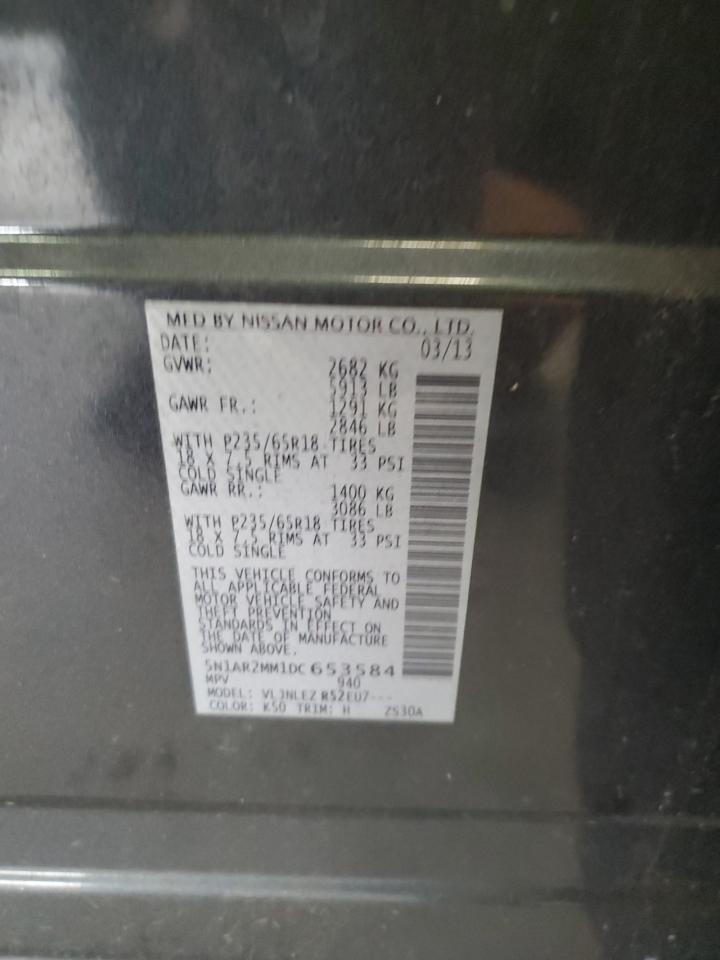 MFD BY NISSAN MOTOR CO., LTD.
DATE: 03/13
GVWR: 2682 KG
5913 LB
GAWR FR.: 1291 KG
2846 LB
WITH P235/65R18 TIRES
18 X 7.5 RIMS AT 33 PSI
COLD SINGLE
GAWR RR.: 1400 KG
3086 LB
WITH P235/65R18 TIRES
18 X 7.5 RIMS AT 33 PSI
COLD SINGLE
THIS VEHICLE CONFORMS TO
ALL APPLICABLE FEDERAL
MOTOR VEHICLE SAFETY AND
THEFT PREVENTION
STANDARDS IN EFFECT ON
THE DATE OF MANUFACTURE
SHOWN ABOVE.
5N1AR2MM1DC 653584
MPV 940
MODEL: VLJNLEZ R52EU7---
COLOR: K50 TRIM: H ZS30A